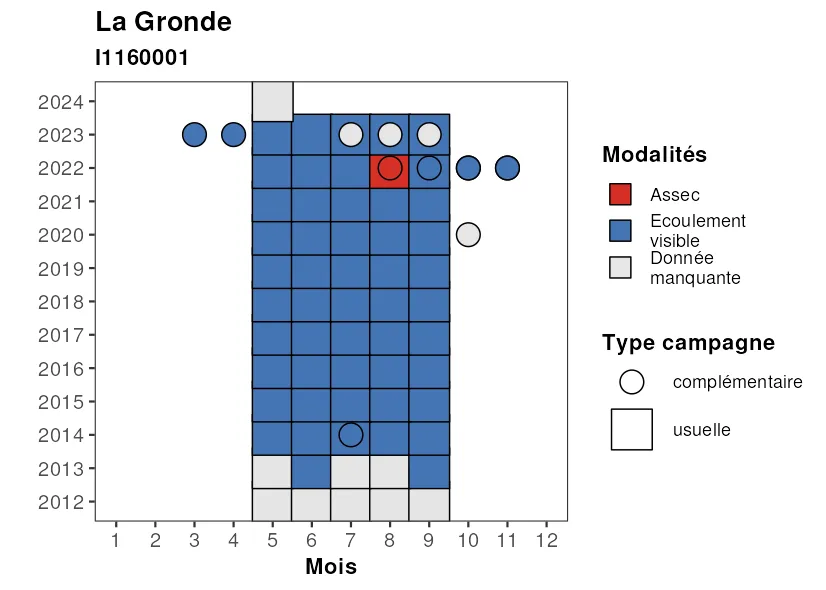 La Gronde
I1160001
2024
2023
2022
2021
2020
2019
2018
2017
2016
2015
2014
2013
2012
1 2 3 4 5 6 7 8 9 10 11 12
Mois
Modalités
Assec
Ecoulement
visible
Donnée
manquante
Type campagne
complémentaire
usuelle